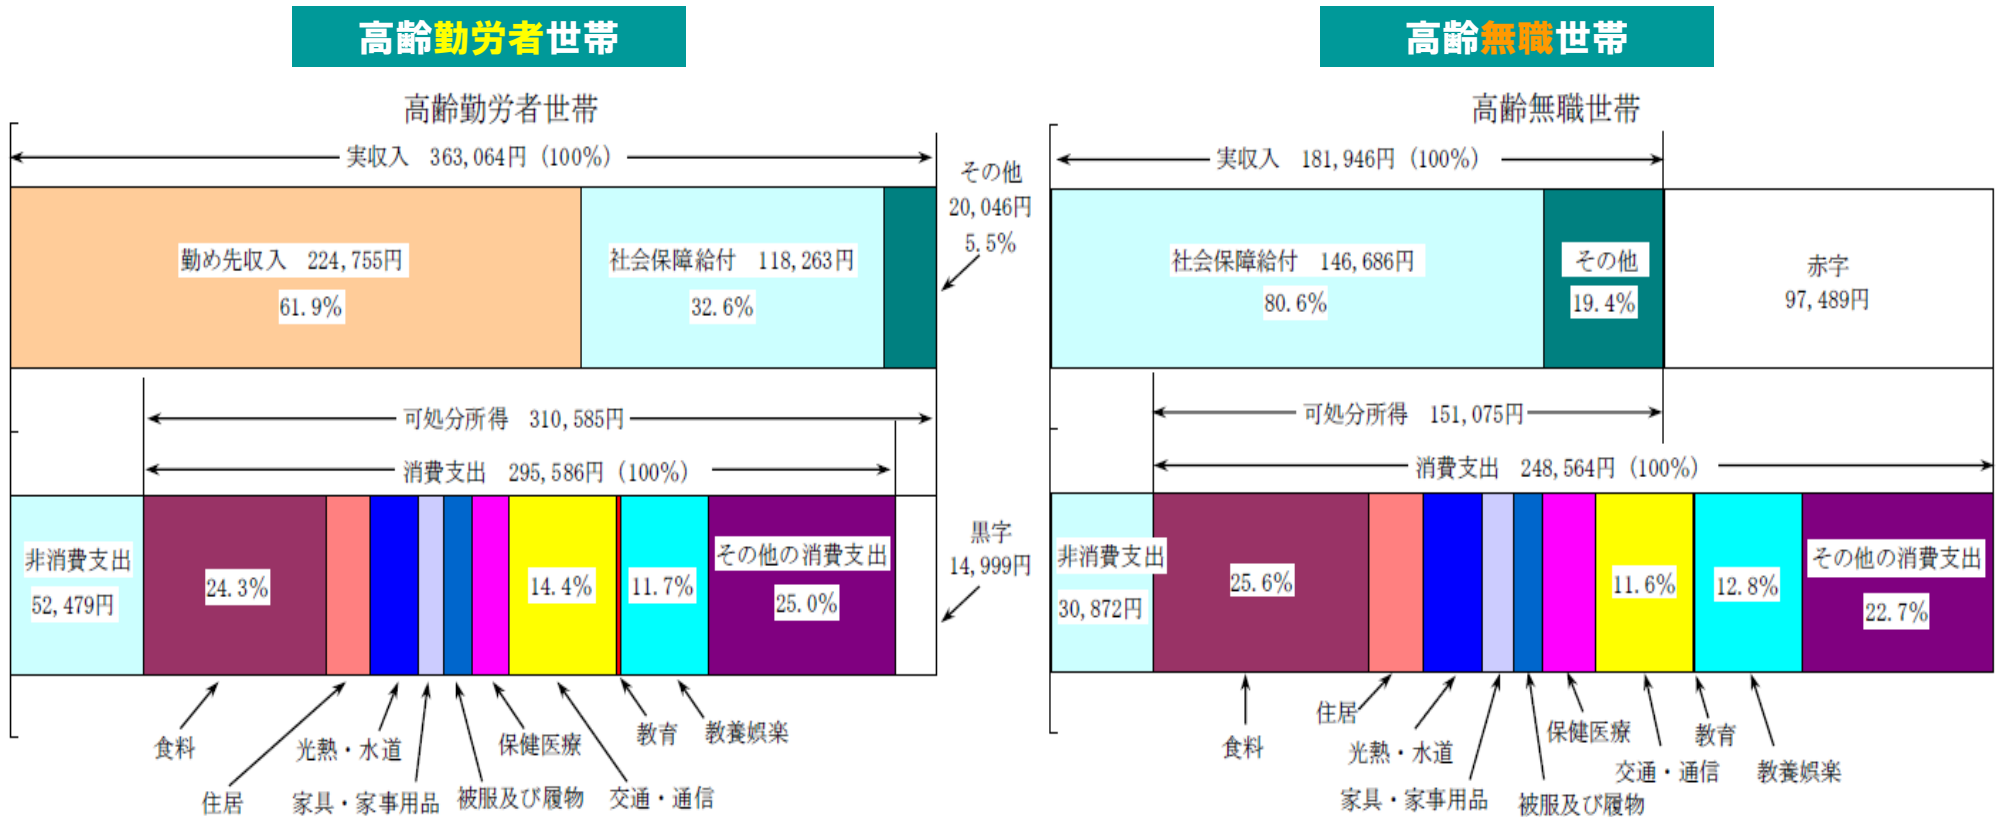 高齢勤労者世帯
高齢勤労者世帯
実収入 363,064円 (100%)
その他
20,046円
5.5%
勤め先収入 224,755円
61.9%
社会保障給付 118,263円
32.6%
可処分所得 310,585円
消費支出 295,586円 (100%)
非消費支出
52,479円
24.3%
14.4%
11.7%
その他の消費支出
25.0%
黒字
14,999円
食料
住居
光熱・水道
家具・家事用品
被服及び履物
保健医療
交通・通信
教育
教養娯楽
高齢無職世帯
高齢無職世帯
実収入 181,946円 (100%)
社会保障給付 146,686円
80.6%
その他
19.4%
赤字
97,489円
可処分所得 151,075円
消費支出 248,564円 (100%)
非消費支出
30,872円
25.6%
11.6%
12.8%
その他の消費支出
22.7%
食料
住居
光熱・水道
家具・家事用品
被服及び履物
保健医療
交通・通信
教育
教養娯楽